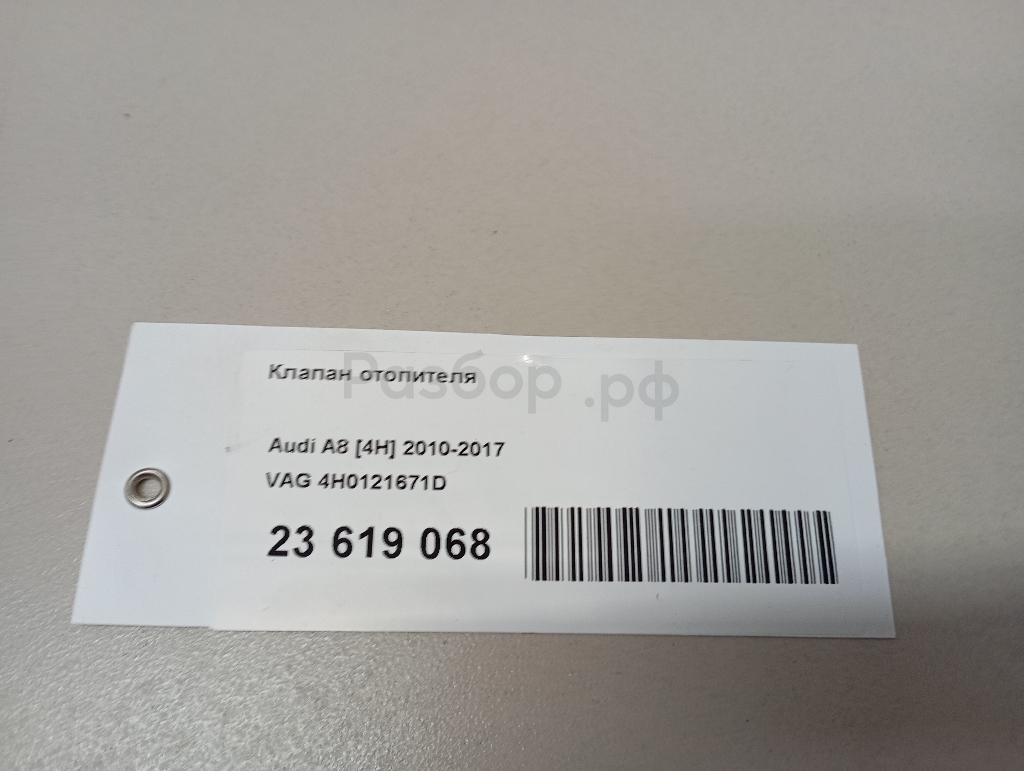 Клапан отопителя
Разбор.рф
Audi A8 [4H] 2010-2017
VAG 4H0121671D
23 619 068